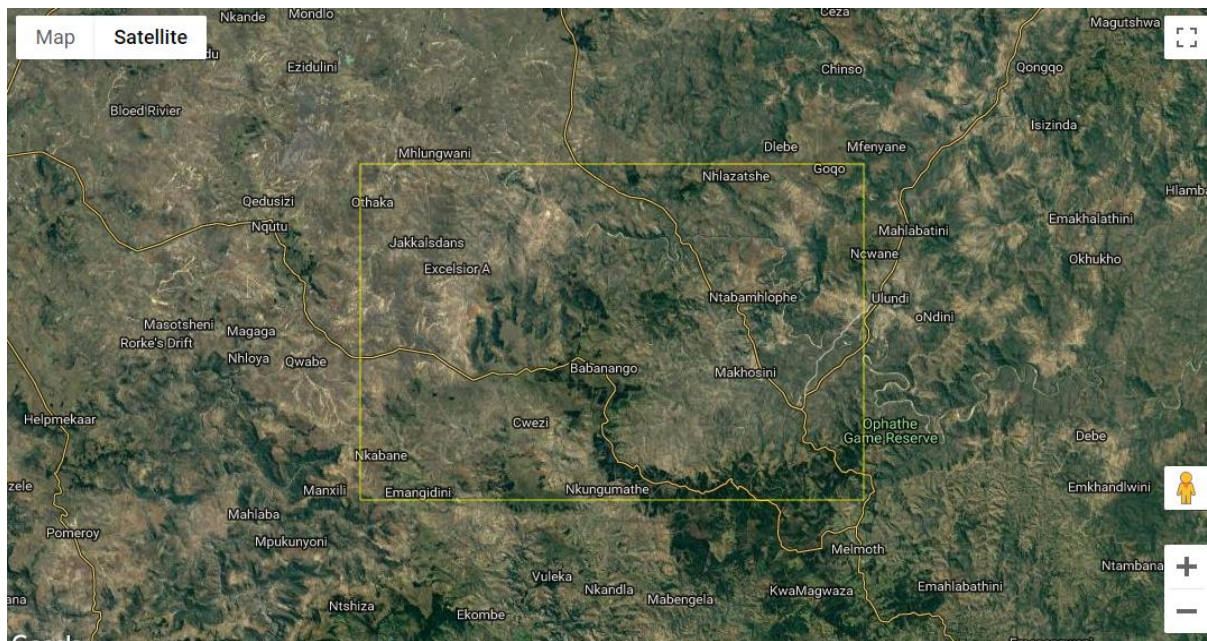 Nkande
Mondlo
Ceza
Magutshwa
Map
Satellite
Ezidulini
Chinso
Qongqo
Bloed Rivier
Isizinda
Mhlungwani
Dlebe
Mfenyane
Nhlazatshe
Goqo
Othaka
Qedusizi
Nqutu
Emakhalathini
Mahlabatini
Jakkalsdans
Ncwane
Okhukho
Excelsior A
Ntabamhlophe
Ulundi
oNdini
Masotsheni
Magaga
Rorke's Drift
Nhloya
Qwabe
Babanango
Makhosini
Helpmekaar
Cwezi
Ophathe
Game Reserve
Debe
Nkabane
Manxili
Emangidini
Nkungumathe
Emkhandlwini
Mahlaba
Pomeroy
Mpukunyoni
Melmoth
Ntambana
Vuleka
Nkandla
Mabengela
KwaMagwaza
Emahlabathini
Ntshiza
Ekombe